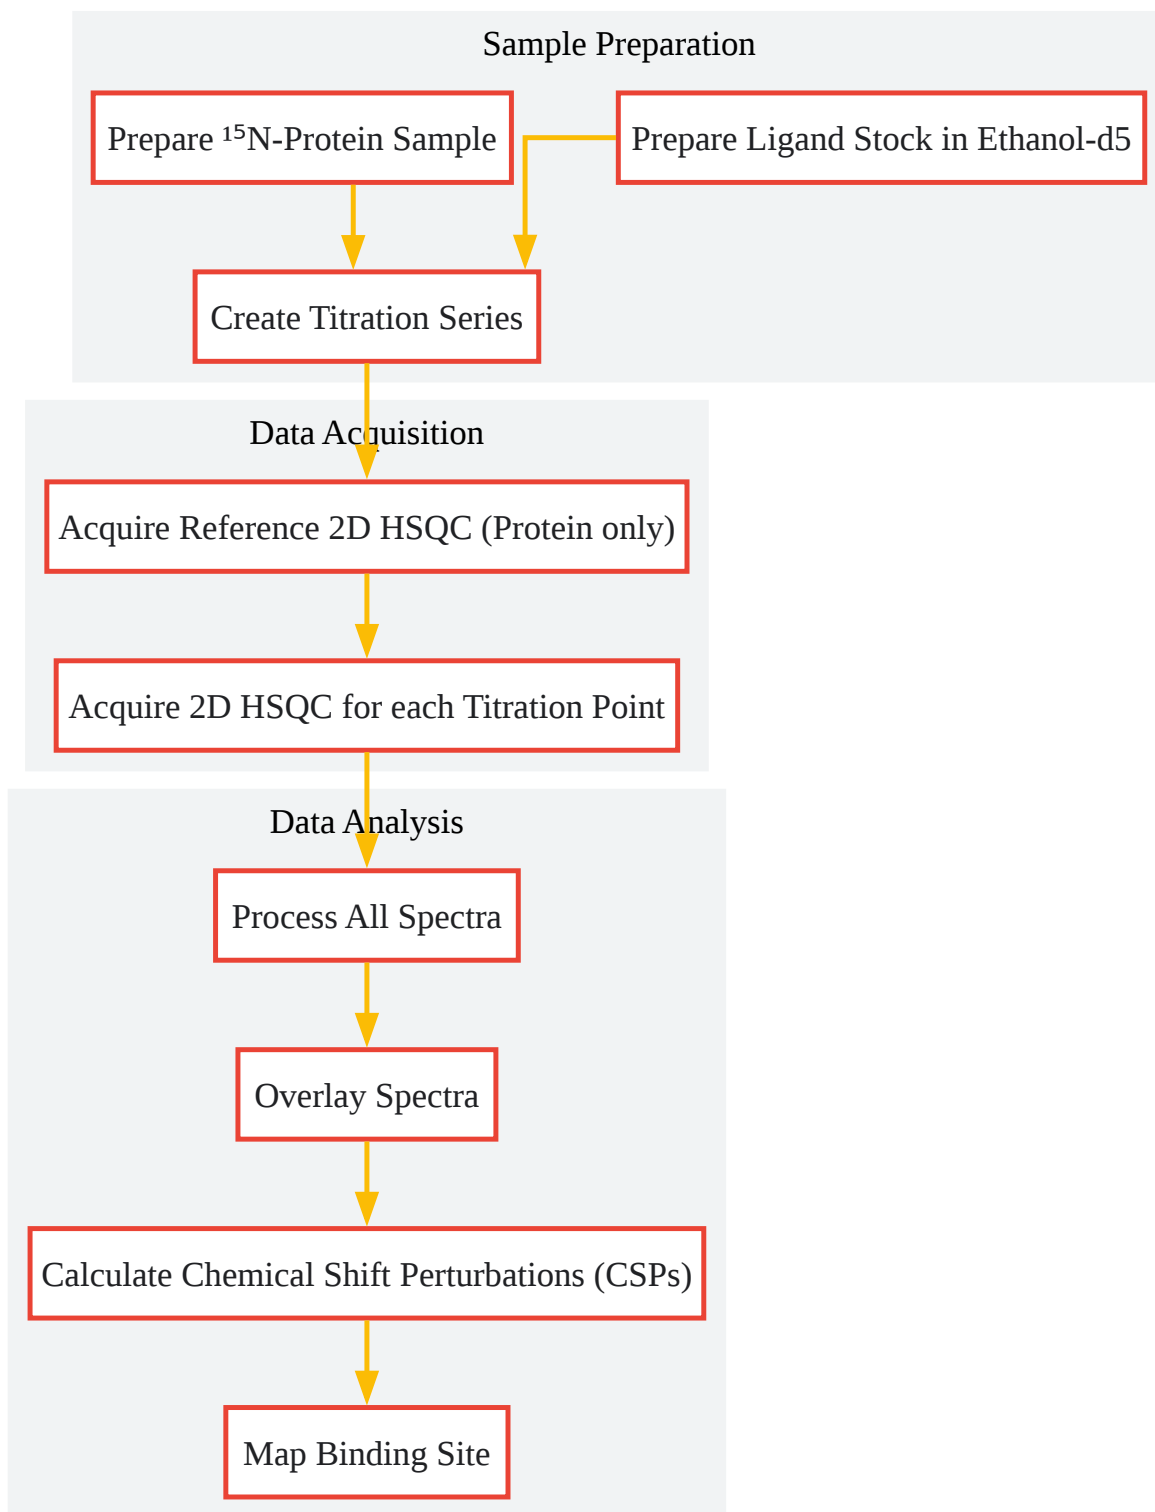 Sample Preparation
Prepare ¹⁵N-Protein Sample
Prepare Ligand Stock in Ethanol-d5
Create Titration Series
Data Acquisition
Acquire Reference 2D HSQC (Protein only)
Acquire 2D HSQC for each Titration Point
Data Analysis
Process All Spectra
Overlay Spectra
Calculate Chemical Shift Perturbations (CSPs)
Map Binding Site